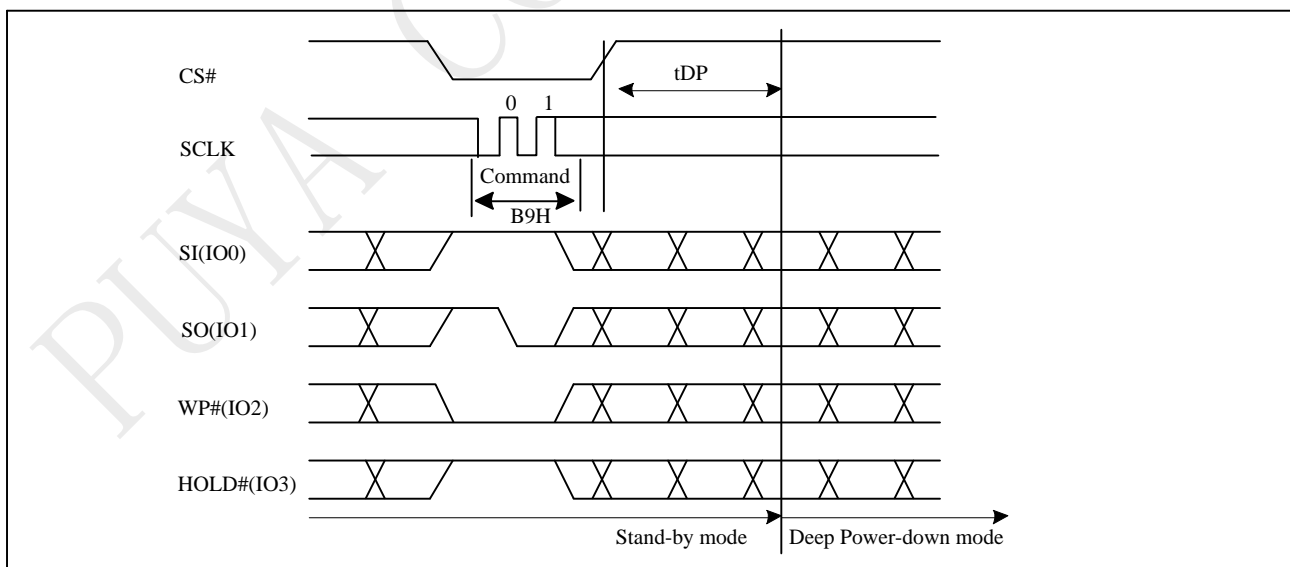 PUYA
CS#
tDP
0 1
SCLK
Command
B9H
SI(IO0)
SO(IO1)
WP#(IO2)
HOLD#(IO3)
Stand-by mode
Deep Power-down mode